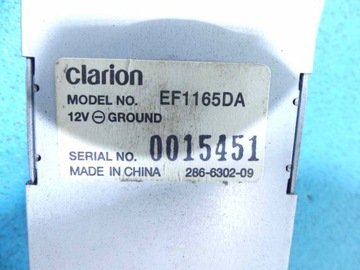 clarion
MODEL NO. EF1165DA
12V ⊖ GROUND
SERIAL NO. 0015451
MADE IN CHINA 286-6302-09